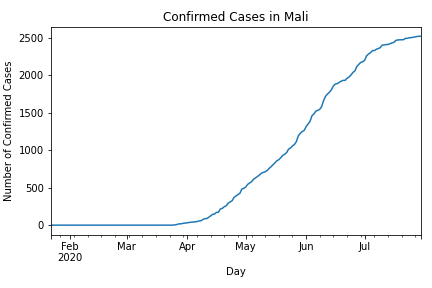 Confirmed Cases in Mali
Number of Confirmed Cases
2500
2000
1500
1000
500
0
Feb Mar Apr May Jun Jul
2020
Day